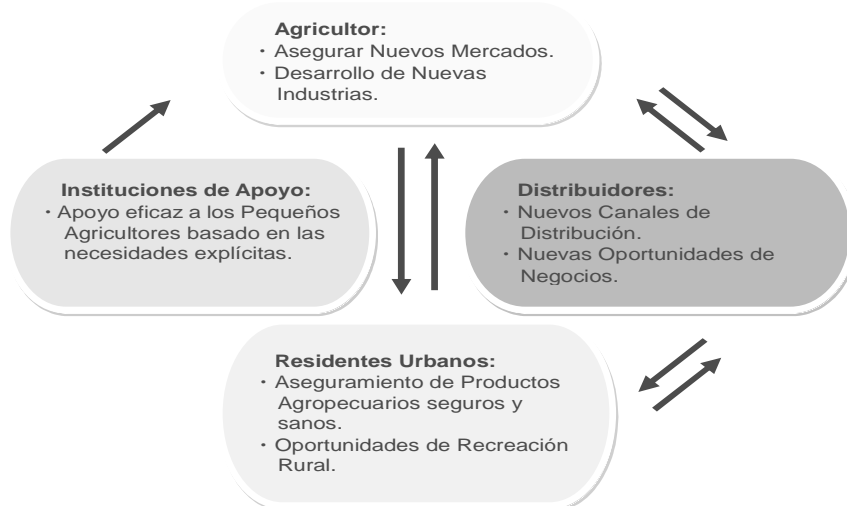 Agricultor:
· Asegurar Nuevos Mercados.
· Desarrollo de Nuevas
Industrias.
Instituciones de Apoyo:
· Apoyo eficaz a los Pequeños
Agricultores basado en las
necesidades explícitas.
Distribuidores:
· Nuevos Canales de
Distribución.
· Nuevas Oportunidades de
Negocios.
Residentes Urbanos:
· Aseguramiento de Productos
Agropecuarios seguros y
sanos.
· Oportunidades de Recreación
Rural.